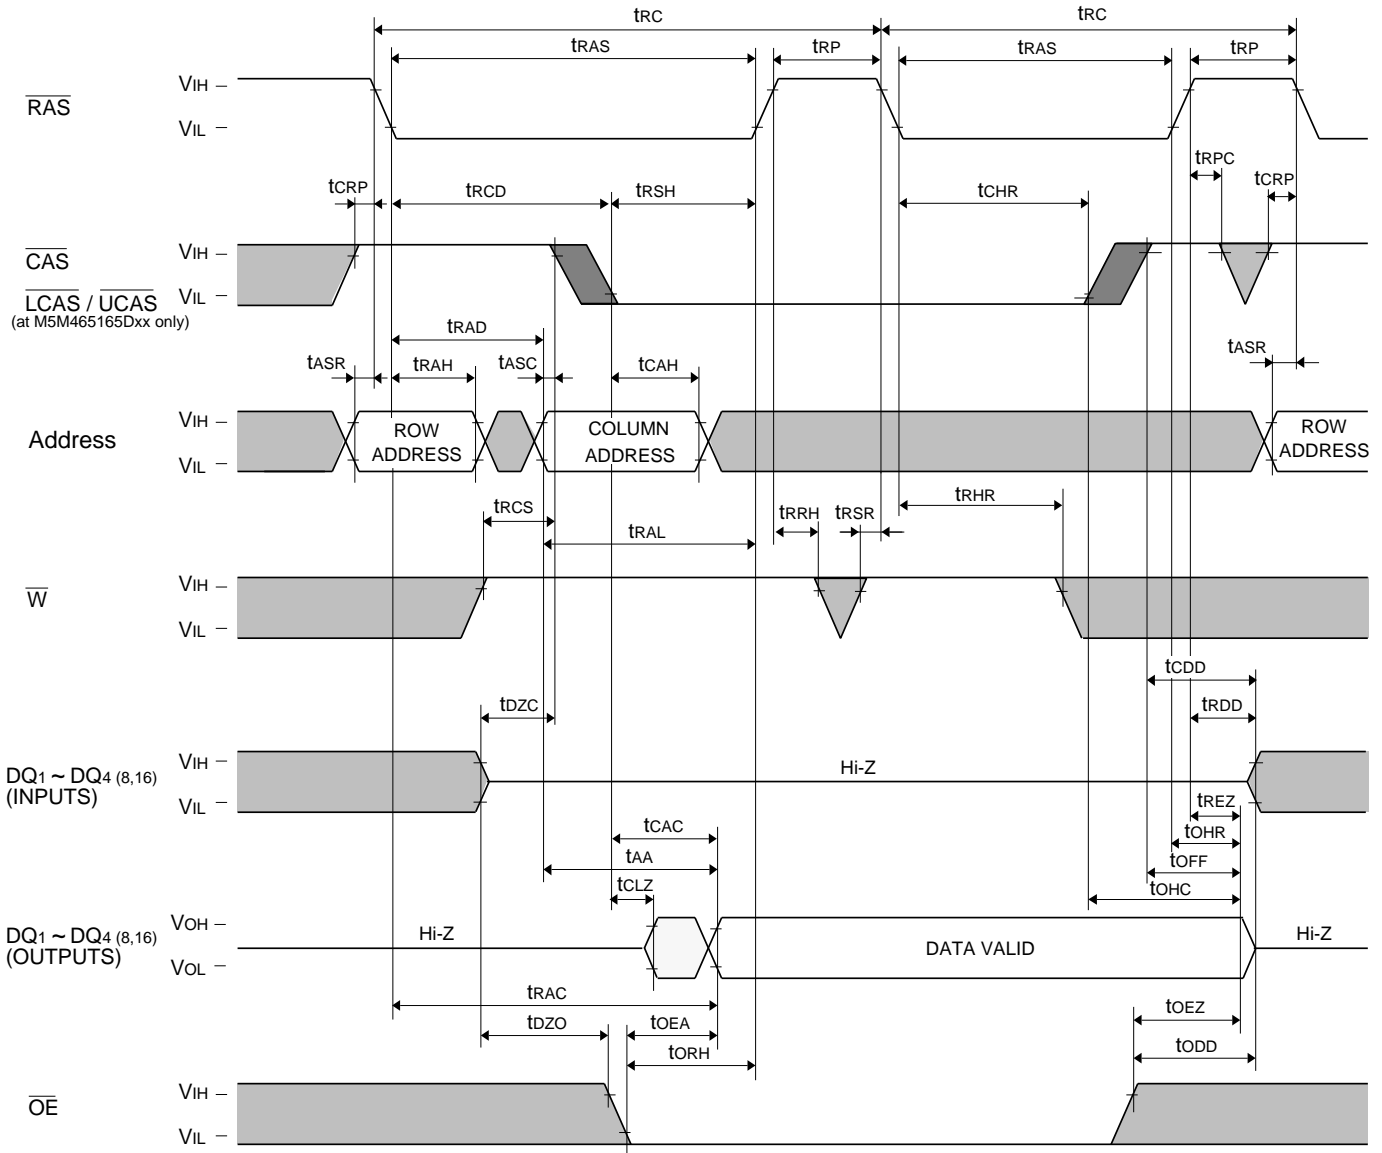 tRC tRC
tRAS tRP tRAS tRP
VIH
RAS
VIL
tRPC
tCRP tRCD tRSH tCHR tCRP
VIH
CAS
VIL
LCAS / UCAS
(at M5M465165Dxx only)
tRAD
tASR tRAH tASC tCAH tASR
VIH
Address ROW ADDRESS COLUMN ADDRESS ROW ADDRESS
VIL
tRCS tRRH tRSR tRHR
tRAL
VIH
W
VIL
tCDD
tDZC tRDD
VIH
DQ1 ~ DQ4 (8,16) Hi-Z
(INPUTS)
VIL
tREZ
tCAC tOHR
tAA tOFF
tCLZ tOHC
VOH
DQ1 ~ DQ4 (8,16) Hi-Z DATA VALID Hi-Z
(OUTPUTS)
VOL
tRAC
tDZO tOEA tOEZ
tORH tODD
VIH
OE
VIL